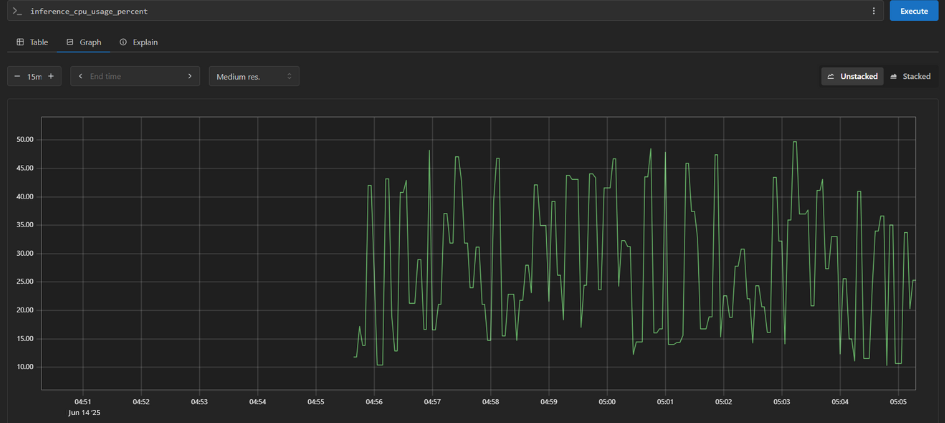 inference_cpu_usage_percent
Execute
Table Graph Explain
− 15m + End time Medium res. Unstacked Stacked
50.00
45.00
40.00
35.00
30.00
25.00
20.00
15.00
10.00
04:51 04:52 04:53 04:54 04:55 04:56 04:57 04:58 04:59 05:00 05:01 05:02 05:03 05:04 05:05
Jun 14 '25